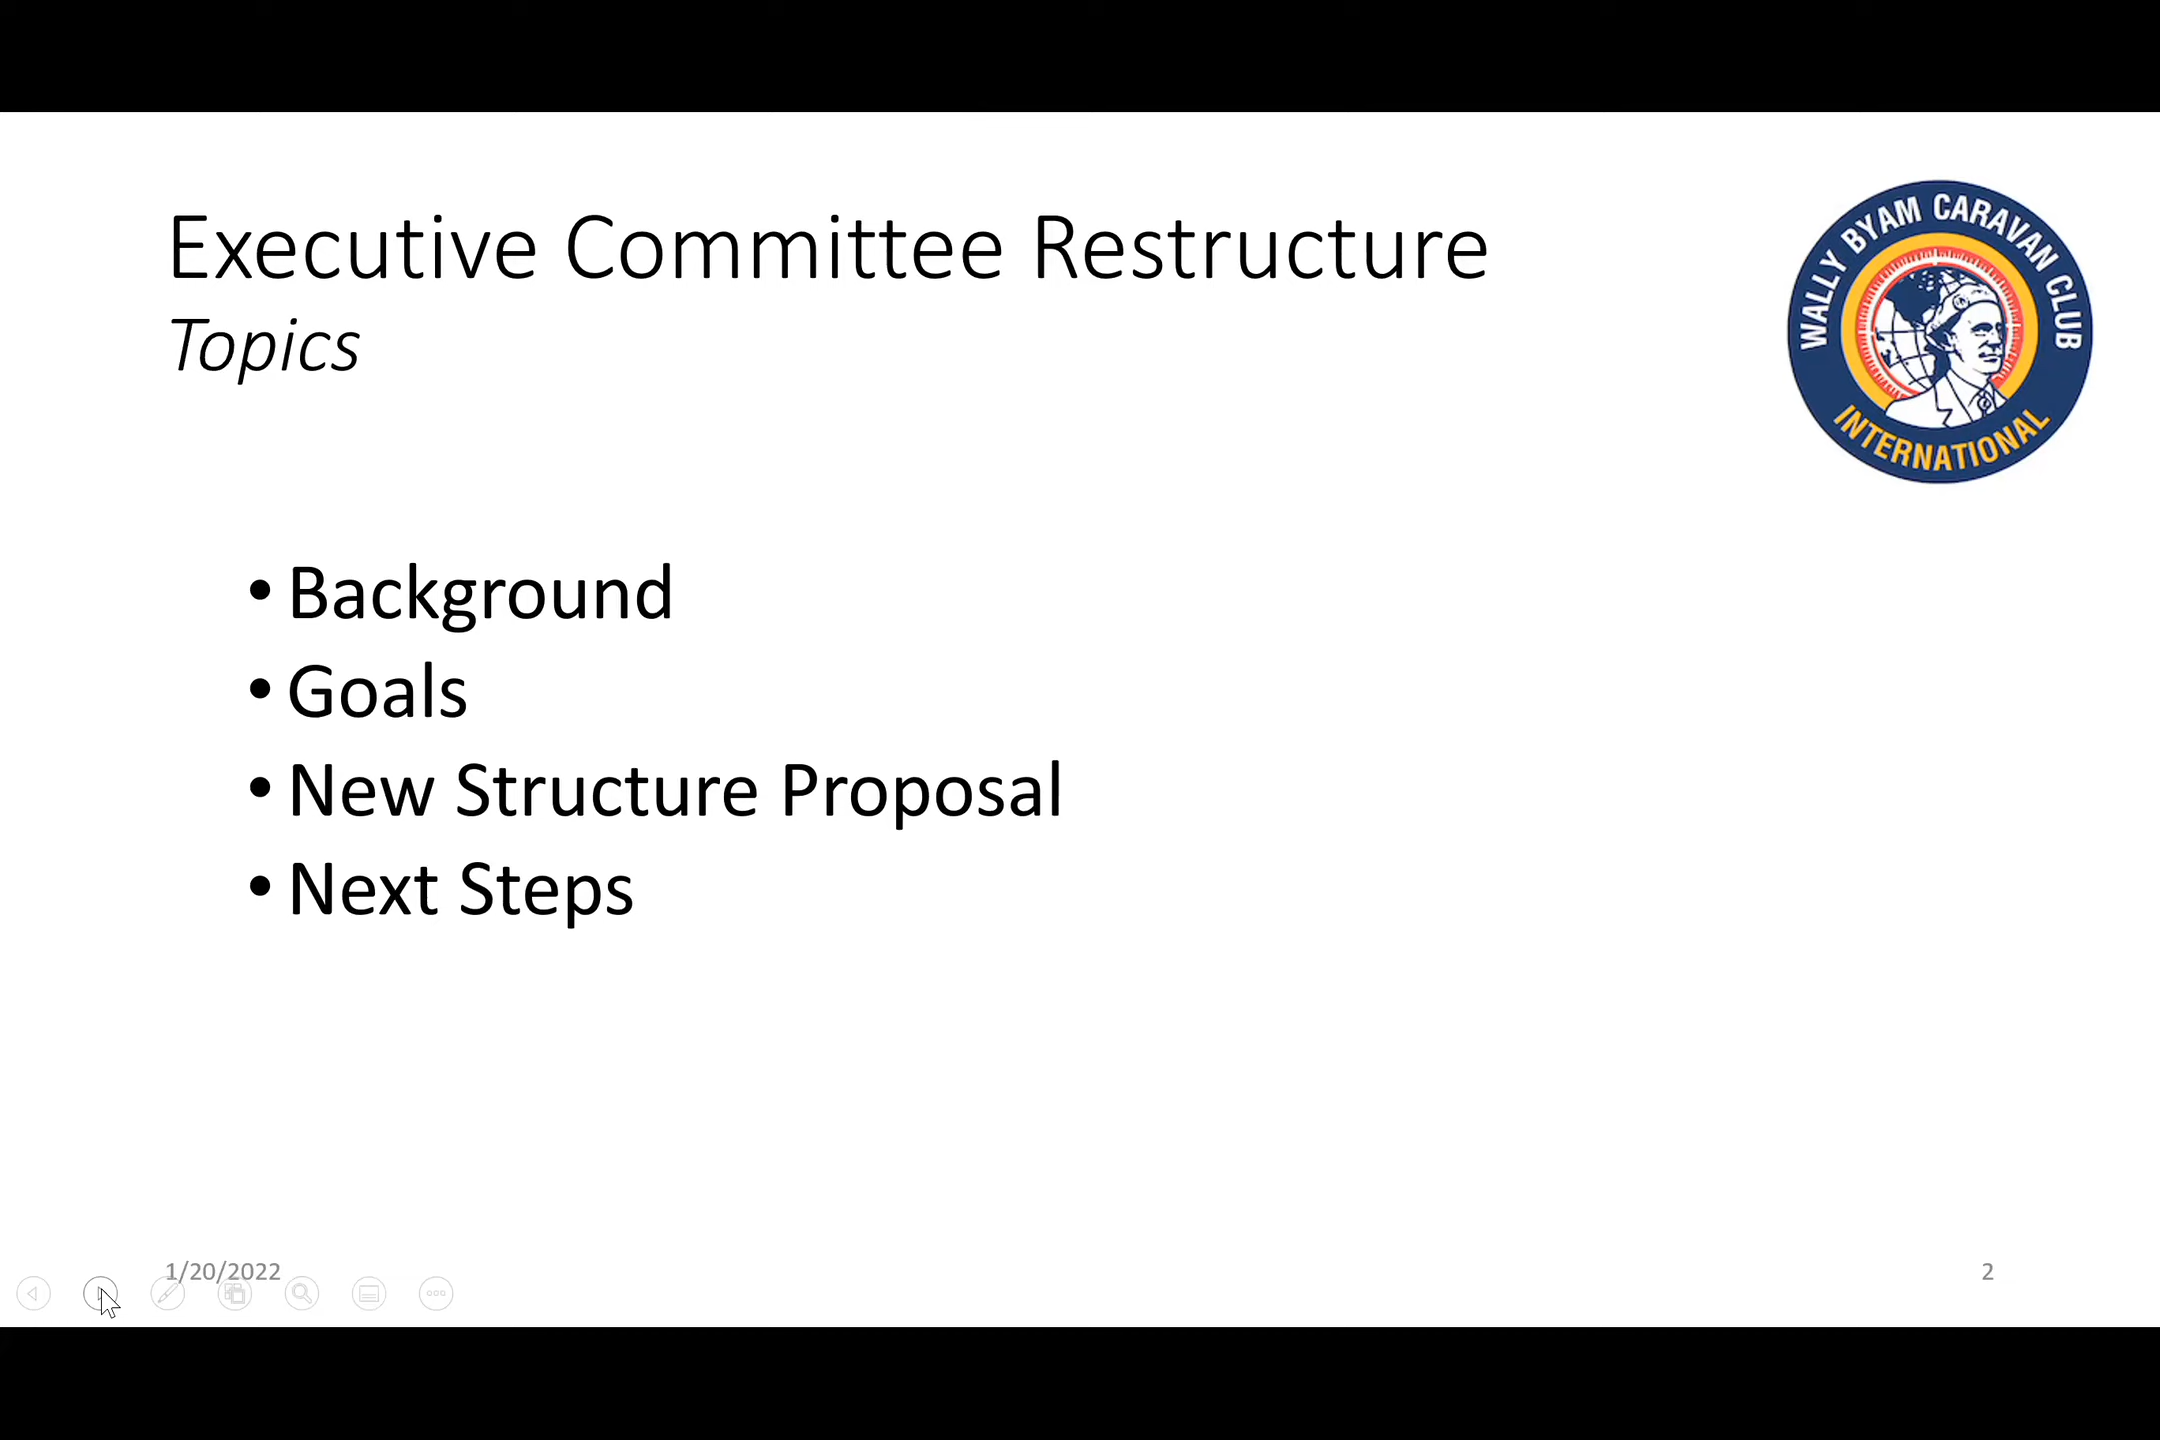 Executive Committee Restructure
Topics
WALLY BYAM CARAVAN CLUB
INTERNATIONAL
• Background
• Goals
• New Structure Proposal
• Next Steps
1/20/2022
2